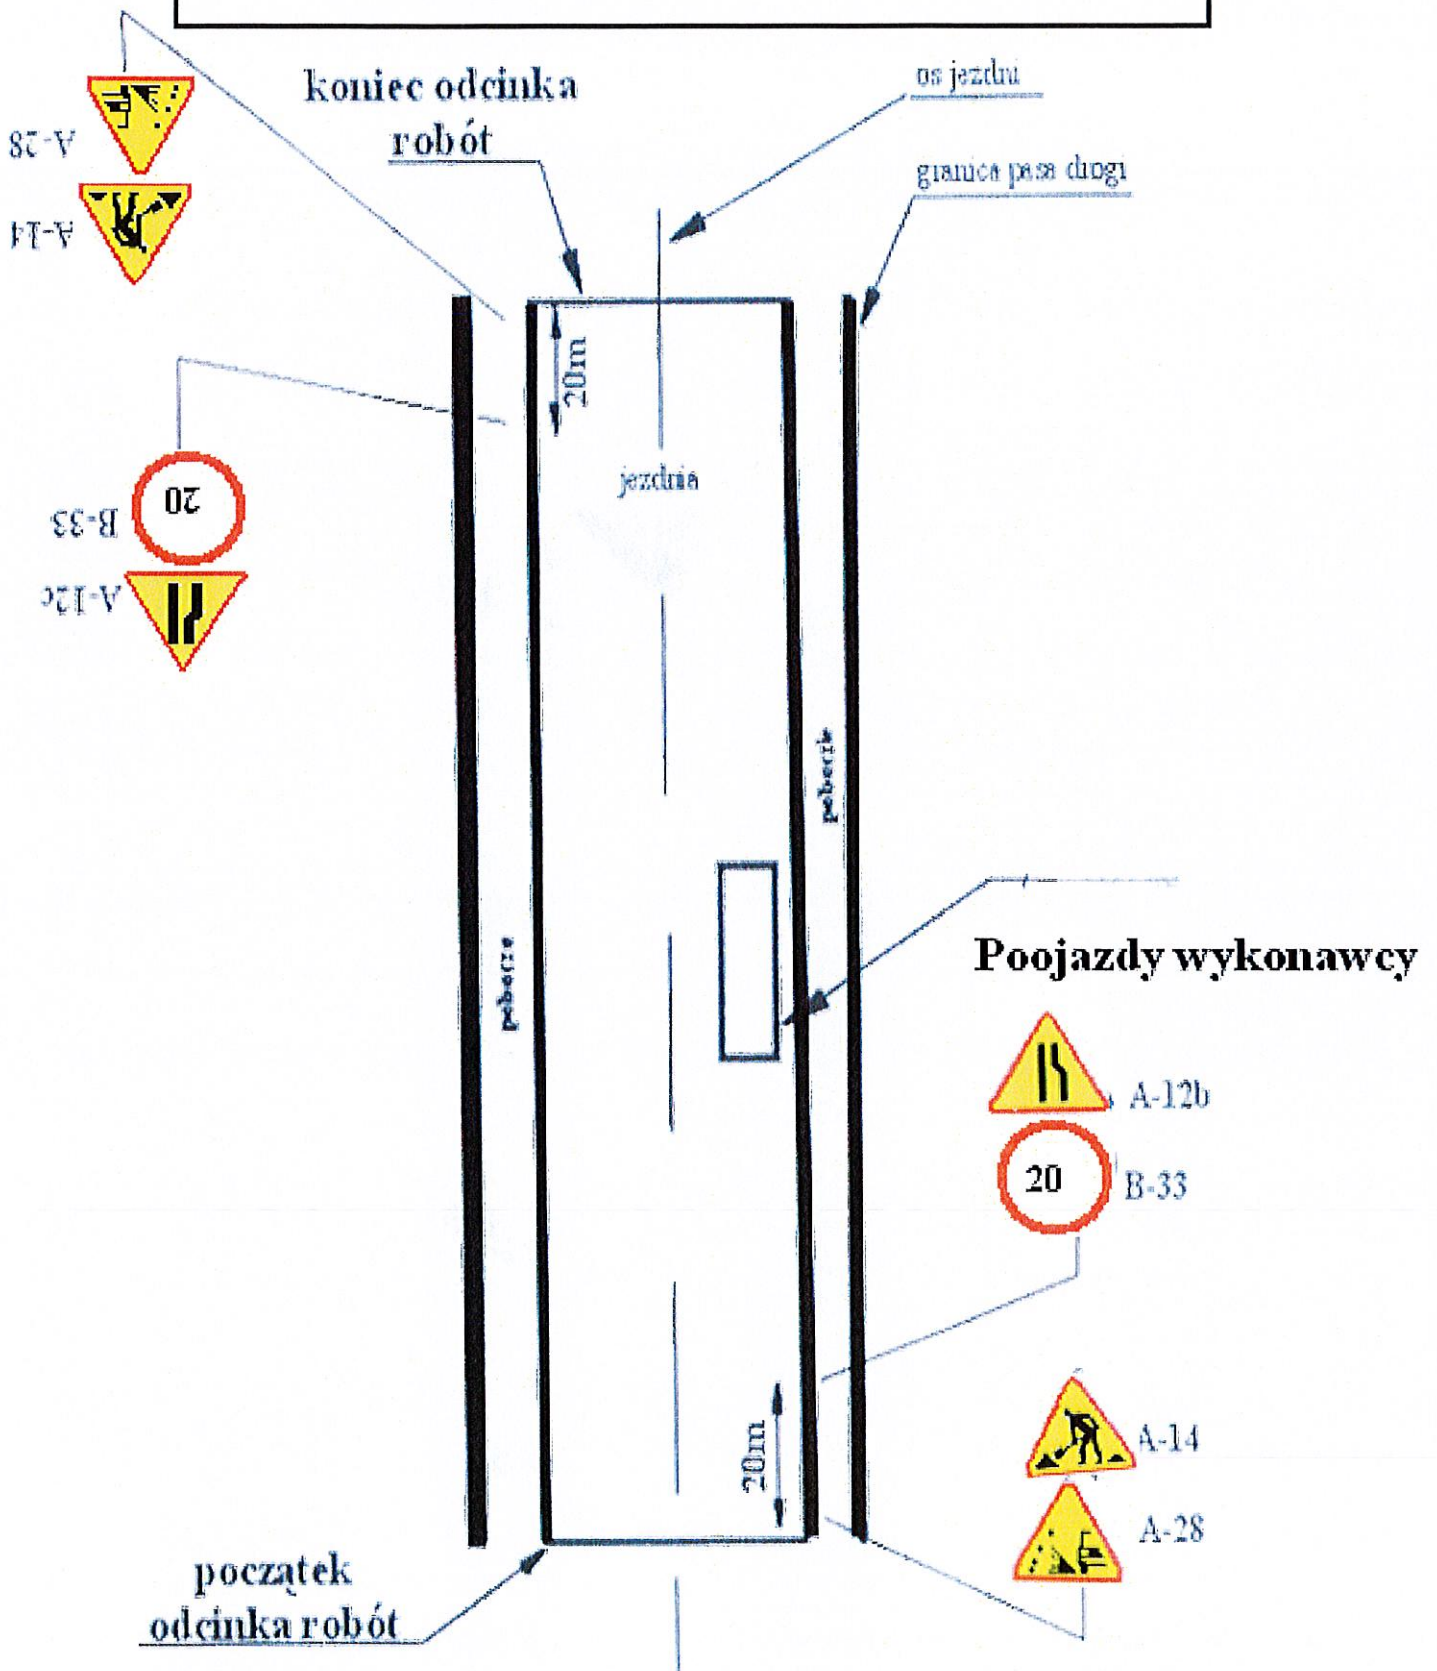 koniec odcinka
robót
os jezdni
granica pasa drogi
A-28
A-14
20m
B-33
20
jezdnia
A-12c
pobocze
pobocze
Poojazdy wykonawcy
A-12b
20
B-33
20m
A-14
A-28
początek
odcinka robót